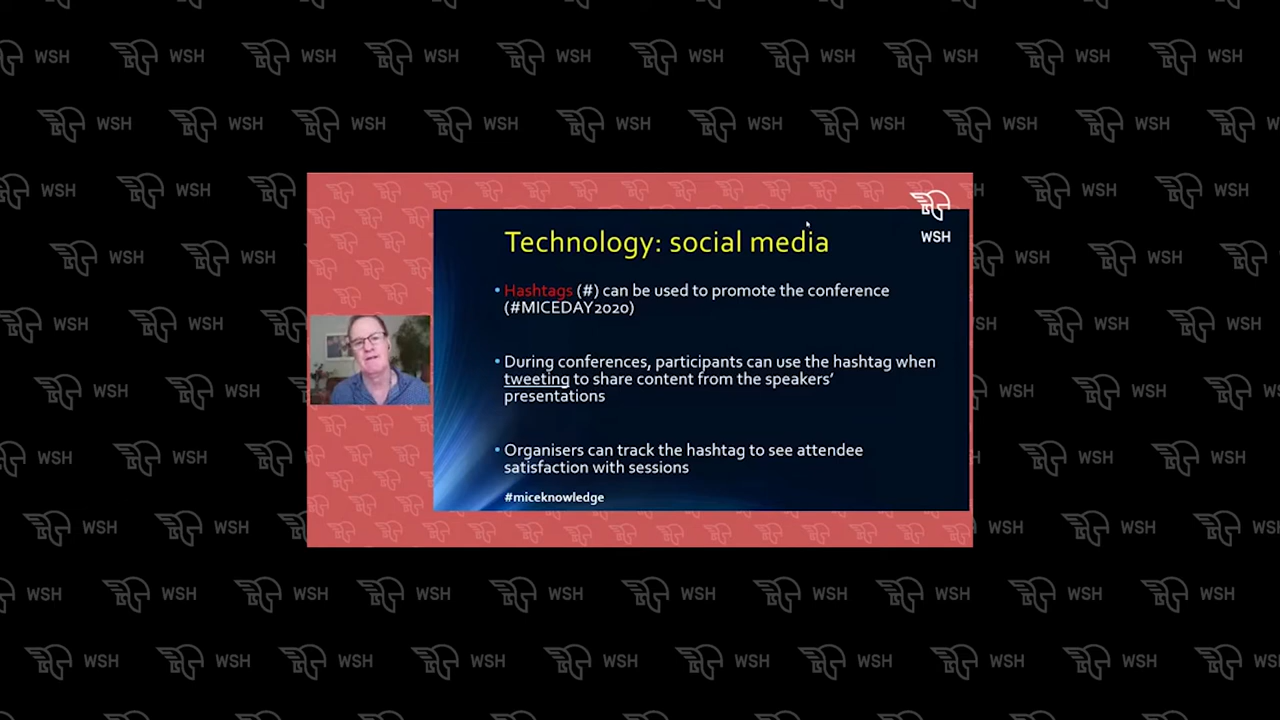 WSH
Technology: social media
• Hashtags (#) can be used to promote the conference
(#MICEDAY2020)
• During conferences, participants can use the hashtag when
tweeting to share content from the speakers'
presentations
• Organisers can track the hashtag to see attendee
satisfaction with sessions
#miceknowledge